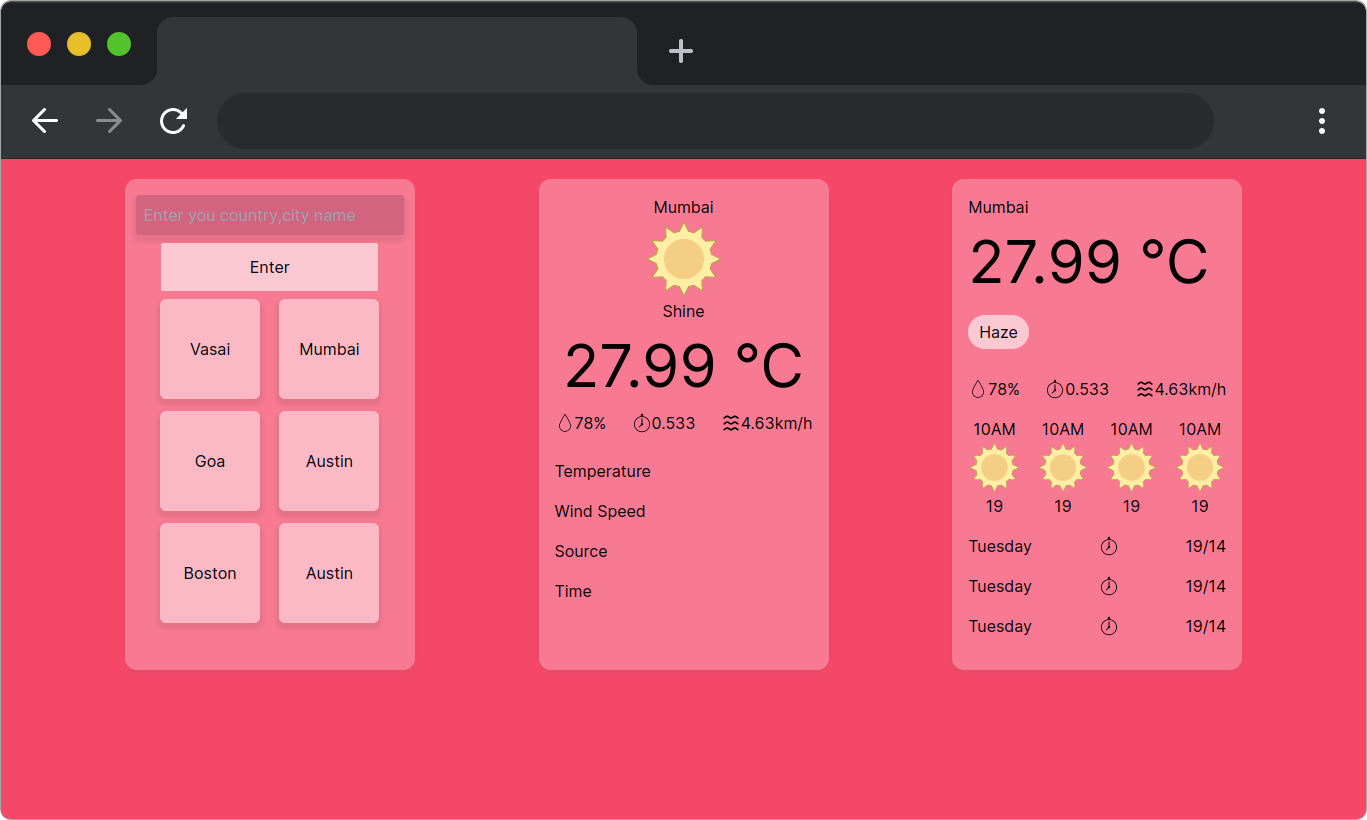 Enter you country,city name
Enter
Vasai Mumbai
Goa Austin
Boston Austin
Mumbai
Shine
27.99 °C
78% 0.533 4.63km/h
Temperature
Wind Speed
Source
Time
Mumbai
27.99 °C
Haze
78% 0.533 4.63km/h
10AM 10AM 10AM 10AM
19 19 19 19
Tuesday 19/14
Tuesday 19/14
Tuesday 19/14